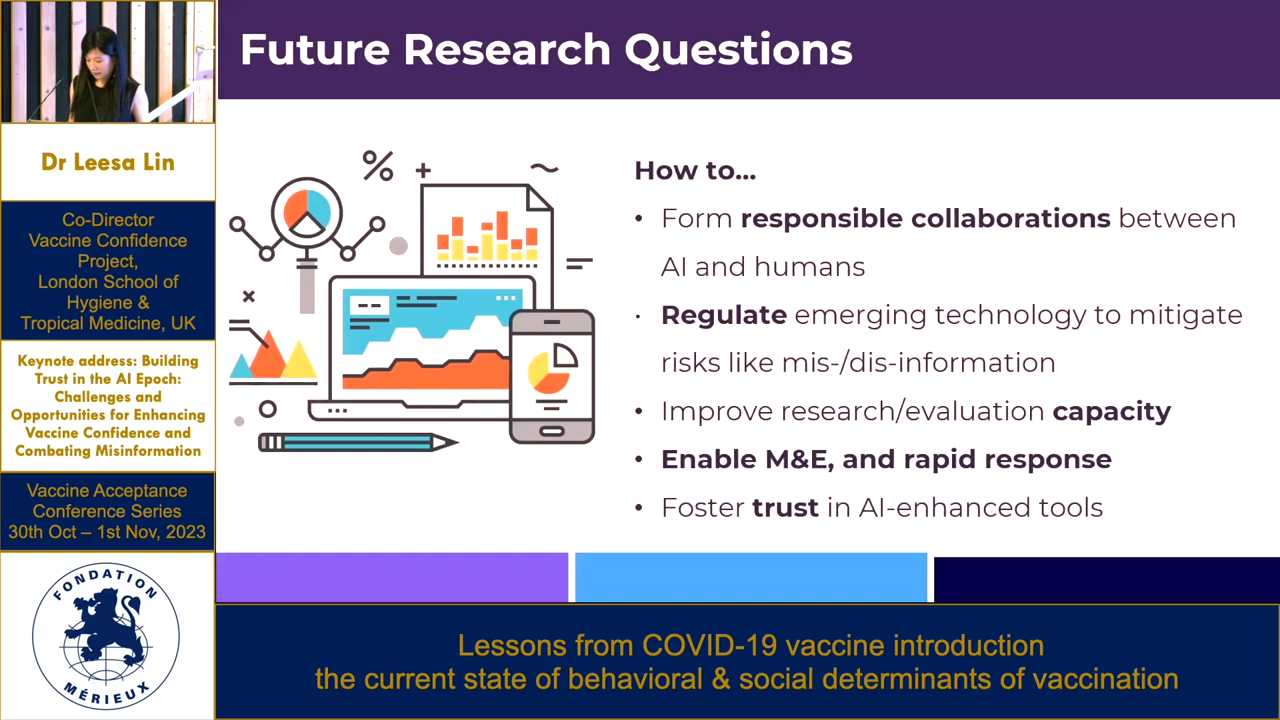 Future Research Questions
Dr Leesa Lin
Co-Director
Vaccine Confidence
Project,
London School of
Hygiene &
Tropical Medicine, UK
Keynote address: Building
Trust in the AI Epoch:
Challenges and
Opportunities for Enhancing
Vaccine Confidence and
Combating Misinformation
Vaccine Acceptance
Conference Series
30th Oct – 1st Nov, 2023
FONDATION
MÉRIEUX
%
How to...
• Form responsible collaborations between
AI and humans
• Regulate emerging technology to mitigate
risks like mis-/dis-information
• Improve research/evaluation capacity
• Enable M&E, and rapid response
• Foster trust in AI-enhanced tools
Lessons from COVID-19 vaccine introduction
the current state of behavioral & social determinants of vaccination